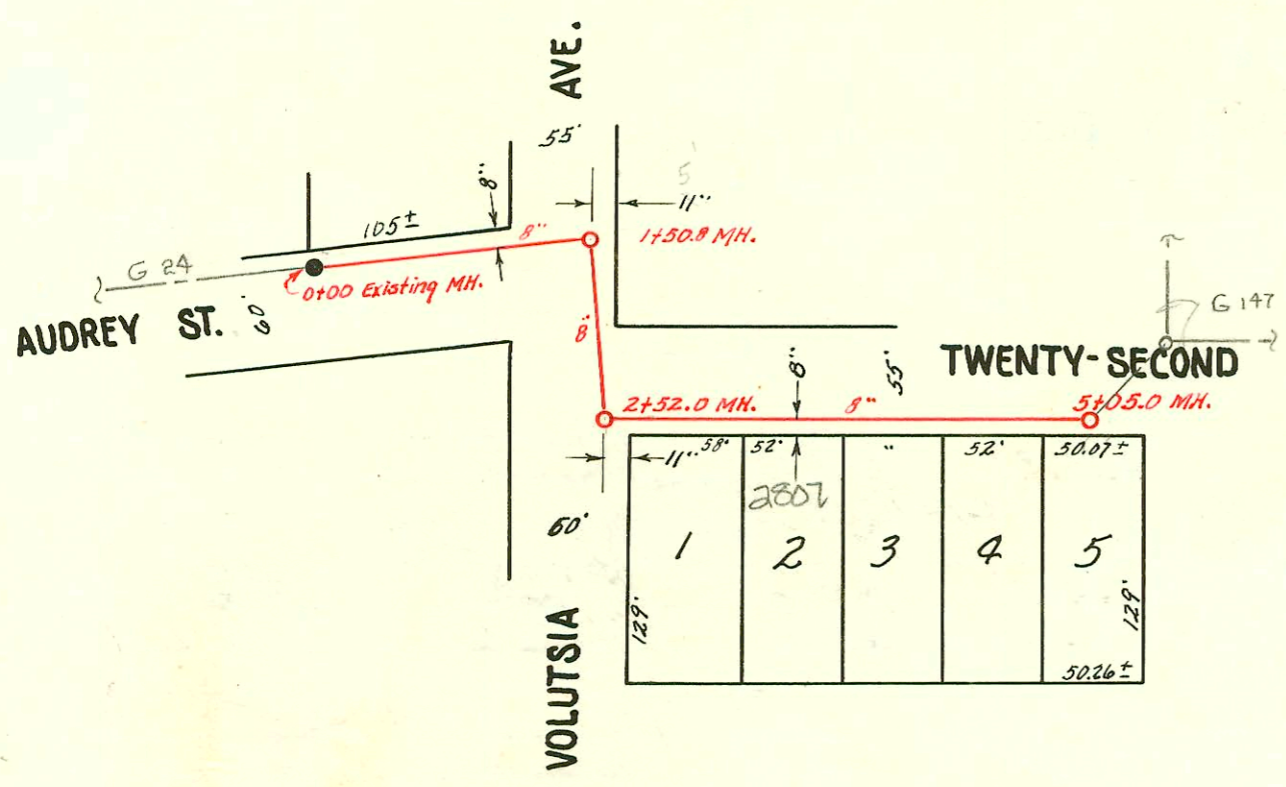 AVE.
55'
5'
8"
11"
105±
8"
1+50.8 MH.
G 24
0+00 Existing MH.
G 147
AUDREY ST.
60'
8"
TWENTY-SECOND
8"
55'
2+52.0 MH.
8"
5+05.0 MH.
11"
58'
52'
"
52'
50.07±
2807
60'
1
2
3
4
5
129'
129'
50.26±
VOLUTSIA